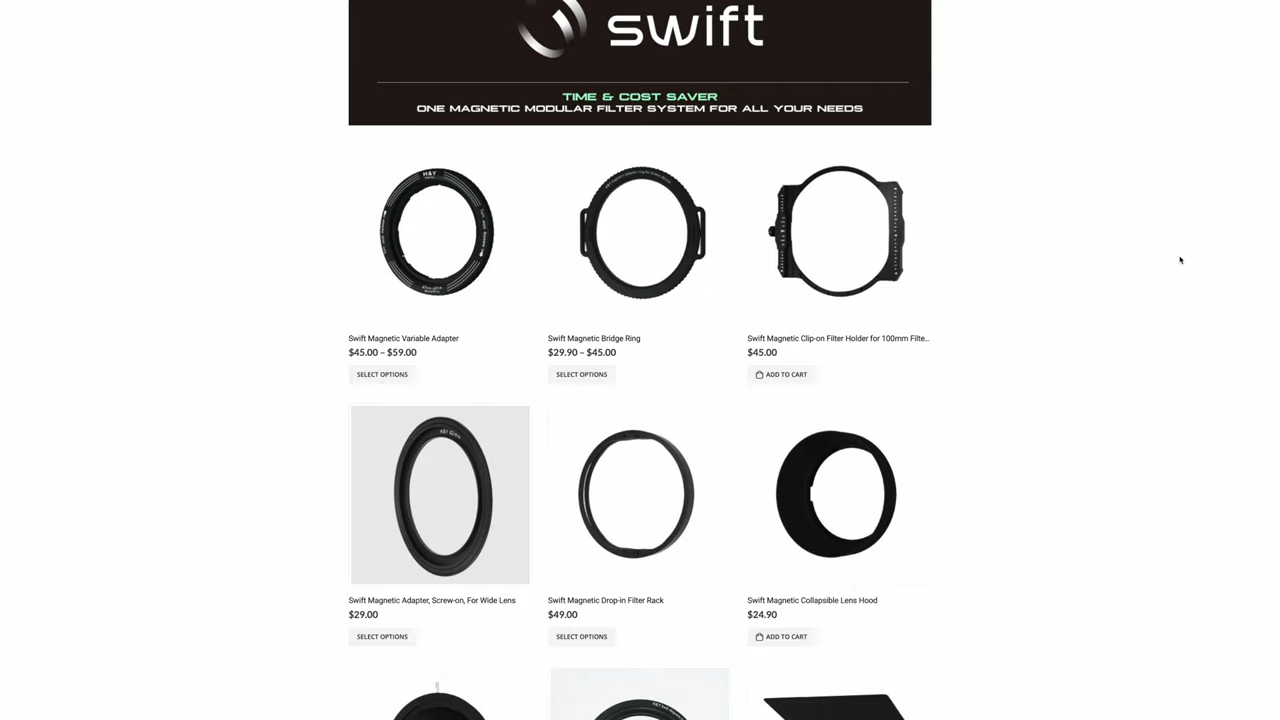 swift
TIME & COST SAVER
ONE MAGNETIC MODULAR FILTER SYSTEM FOR ALL YOUR NEEDS
H&Y
Swift Magnetic Variable Adapter
$45.00 – $59.00
SELECT OPTIONS
Swift Magnetic Bridge Ring
$29.90 – $45.00
SELECT OPTIONS
Swift Magnetic Clip-on Filter Holder for 100mm Filte...
$45.00
ADD TO CART
Swift Magnetic Adapter, Screw-on, For Wide Lens
$29.00
SELECT OPTIONS
Swift Magnetic Drop-in Filter Rack
$49.00
SELECT OPTIONS
Swift Magnetic Collapsible Lens Hood
$24.90
ADD TO CART